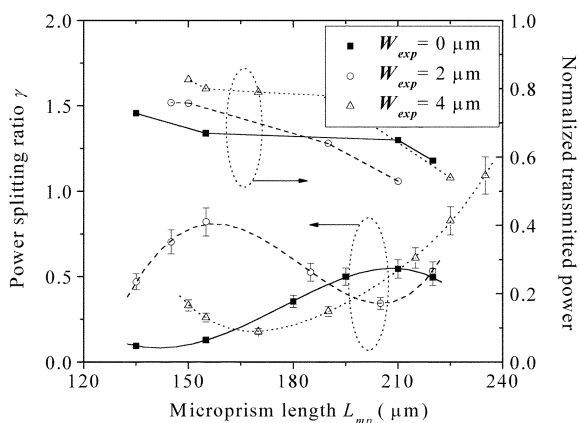 Power splitting ratio γ
2.0
1.5
1.0
0.5
0.0
W_exp = 0 μm
W_exp = 2 μm
W_exp = 4 μm
1.0
0.8
0.6
0.4
0.2
0.0
Normalized transmitted power
120 150 180 210 240
Microprism length L_mp ( μm)